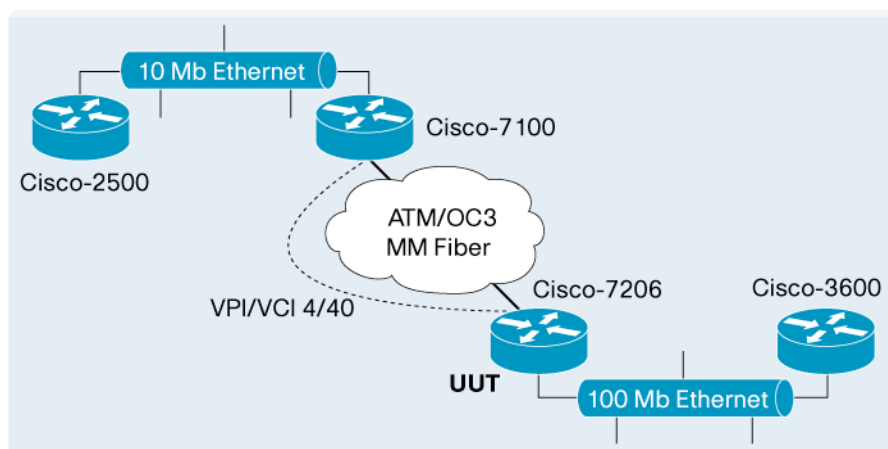 10 Mb Ethernet
Cisco-7100
Cisco-2500
ATM/OC3
MM Fiber
Cisco-7206
Cisco-3600
VPI/VCI 4/40
UUT
100 Mb Ethernet